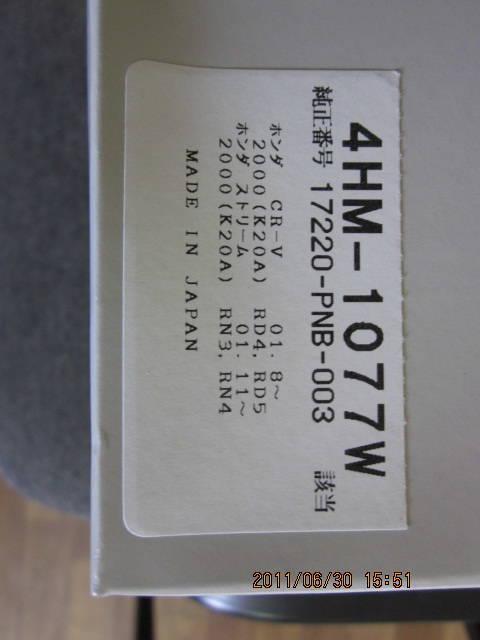 4HM-1077W
純正番号 17220-PNB-003 該当
ホンダ CR-V 01.8~
2000(K20A) RD4,RD5
ホンダ ストリーム 01.11~
2000(K20A) RN3,RN4
MADE IN JAPAN
2011/06/30 15:51